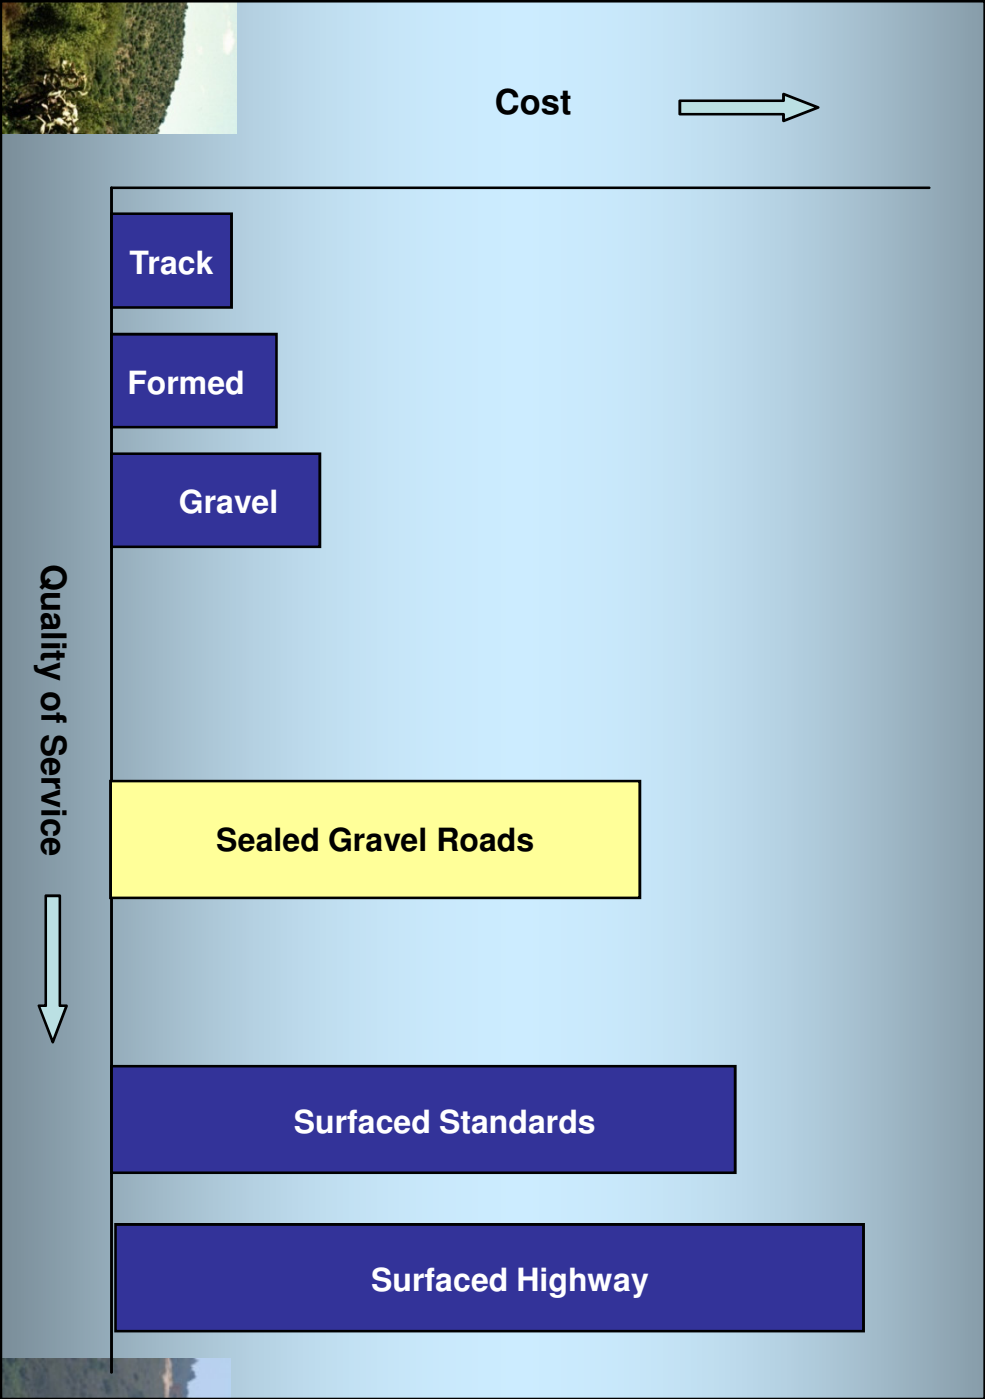 Cost
Track
Formed
Gravel
Quality of Service
Sealed Gravel Roads
Surfaced Standards
Surfaced Highway